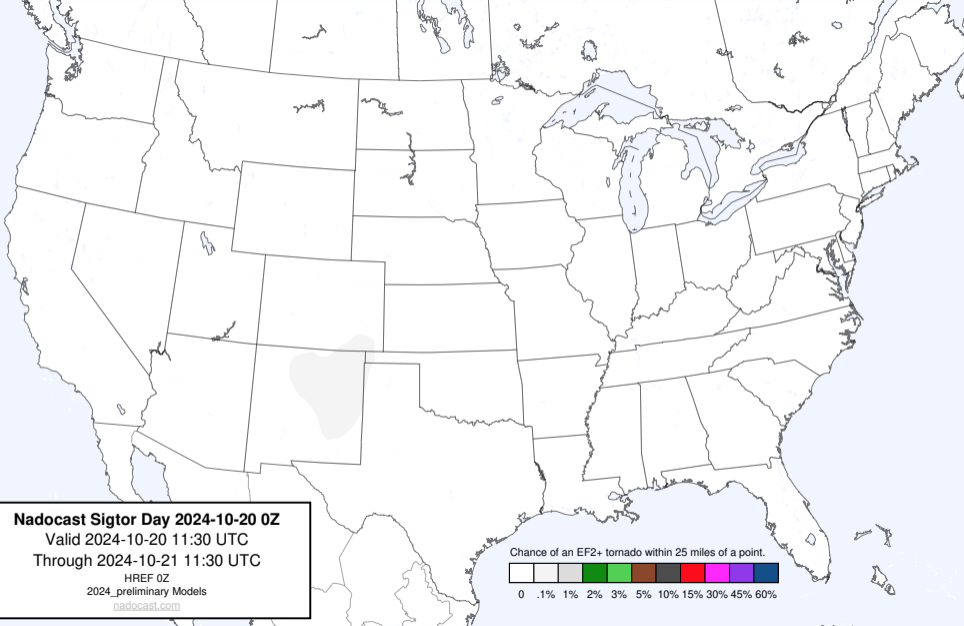 Nadocast Sigtor Day 2024-10-20 0Z
Valid 2024-10-20 11:30 UTC
Through 2024-10-21 11:30 UTC
HREF 0Z
2024_preliminary Models
nadocast.com
Chance of an EF2+ tornado within 25 miles of a point.
0 .1% 1% 2% 3% 5% 10% 15% 30% 45% 60%